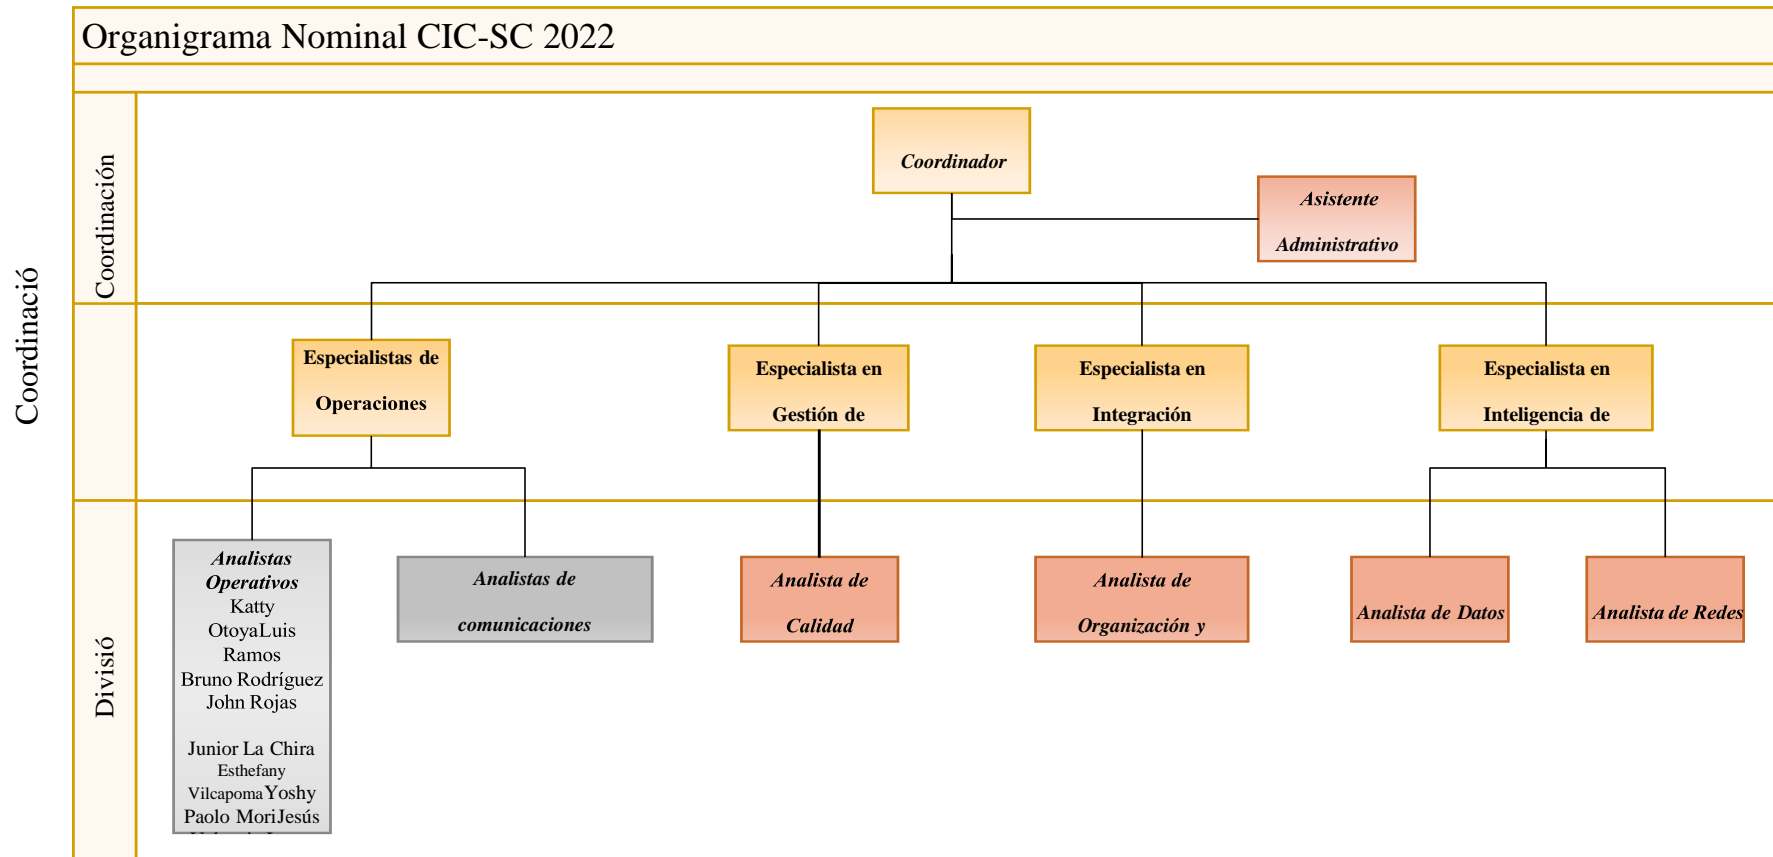 Organigrama Nominal CIC-SC 2022
Coordinació
Coordinación
Coordinador
Asistente
Administrativo
Especialistas de
Operaciones
Especialista en
Gestión de
Especialista en
Integración
Especialista en
Inteligencia de
Divisió
Analistas
Operativos
Katty
OtoyaLuis
Ramos
Bruno Rodríguez
John Rojas
Junior La Chira
Esthefany
VilcapomaYoshy
Paolo MoriJesús
Analistas de
comunicaciones
Analista de
Calidad
Analista de
Organización y
Analista de Datos
Analista de Redes